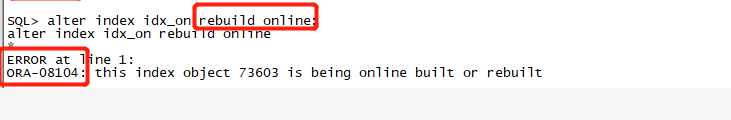 SQL> alter index idx_on rebuild online;
alter index idx_on rebuild online
*
ERROR at line 1:
ORA-08104: this index object 73603 is being online built or rebuilt